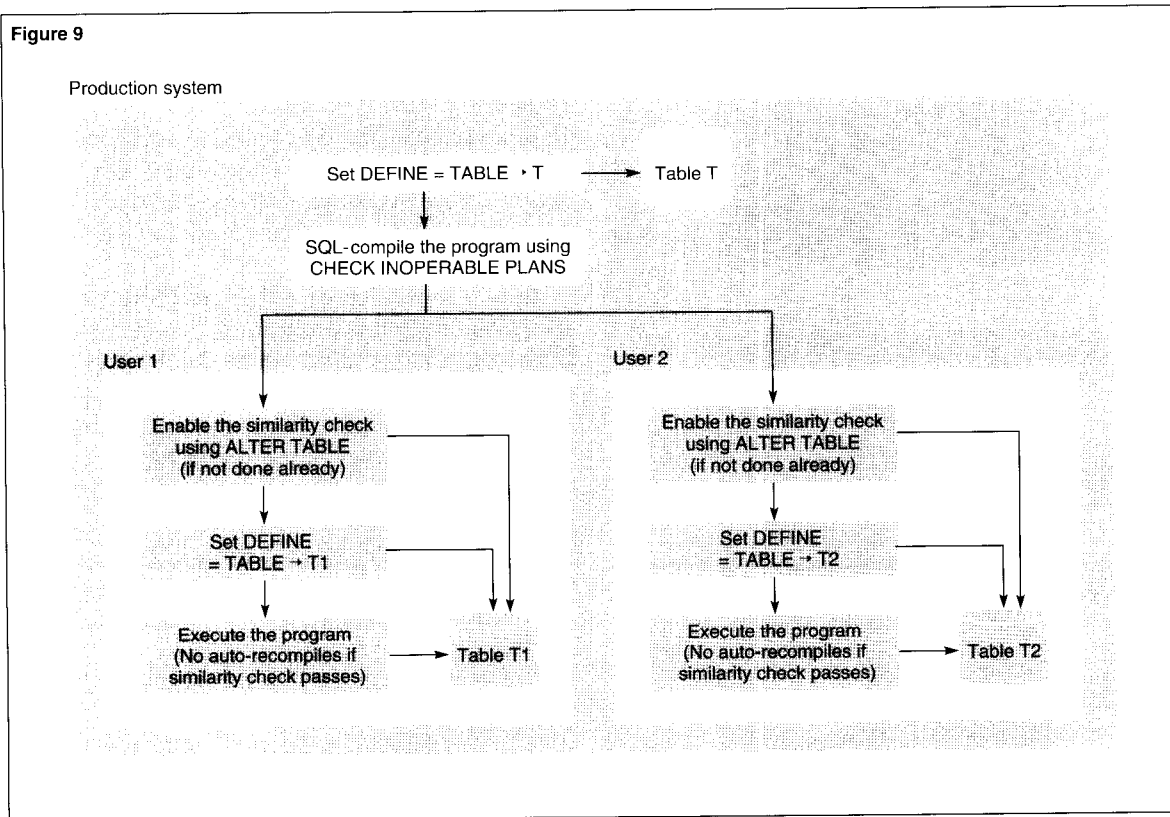 Figure 9
Production system
Set DEFINE = TABLE → T
Table T
SQL-compile the program using
CHECK INOPERABLE PLANS
User 1
Enable the similarity check
using ALTER TABLE
(if not done already)
Set DEFINE
= TABLE → T1
Execute the program
(No auto-recompiles if
similarity check passes)
Table T1
User 2
Enable the similarity check
using ALTER TABLE
(if not done already)
Set DEFINE
= TABLE → T2
Execute the program
(No auto-recompiles if
similarity check passes)
Table T2